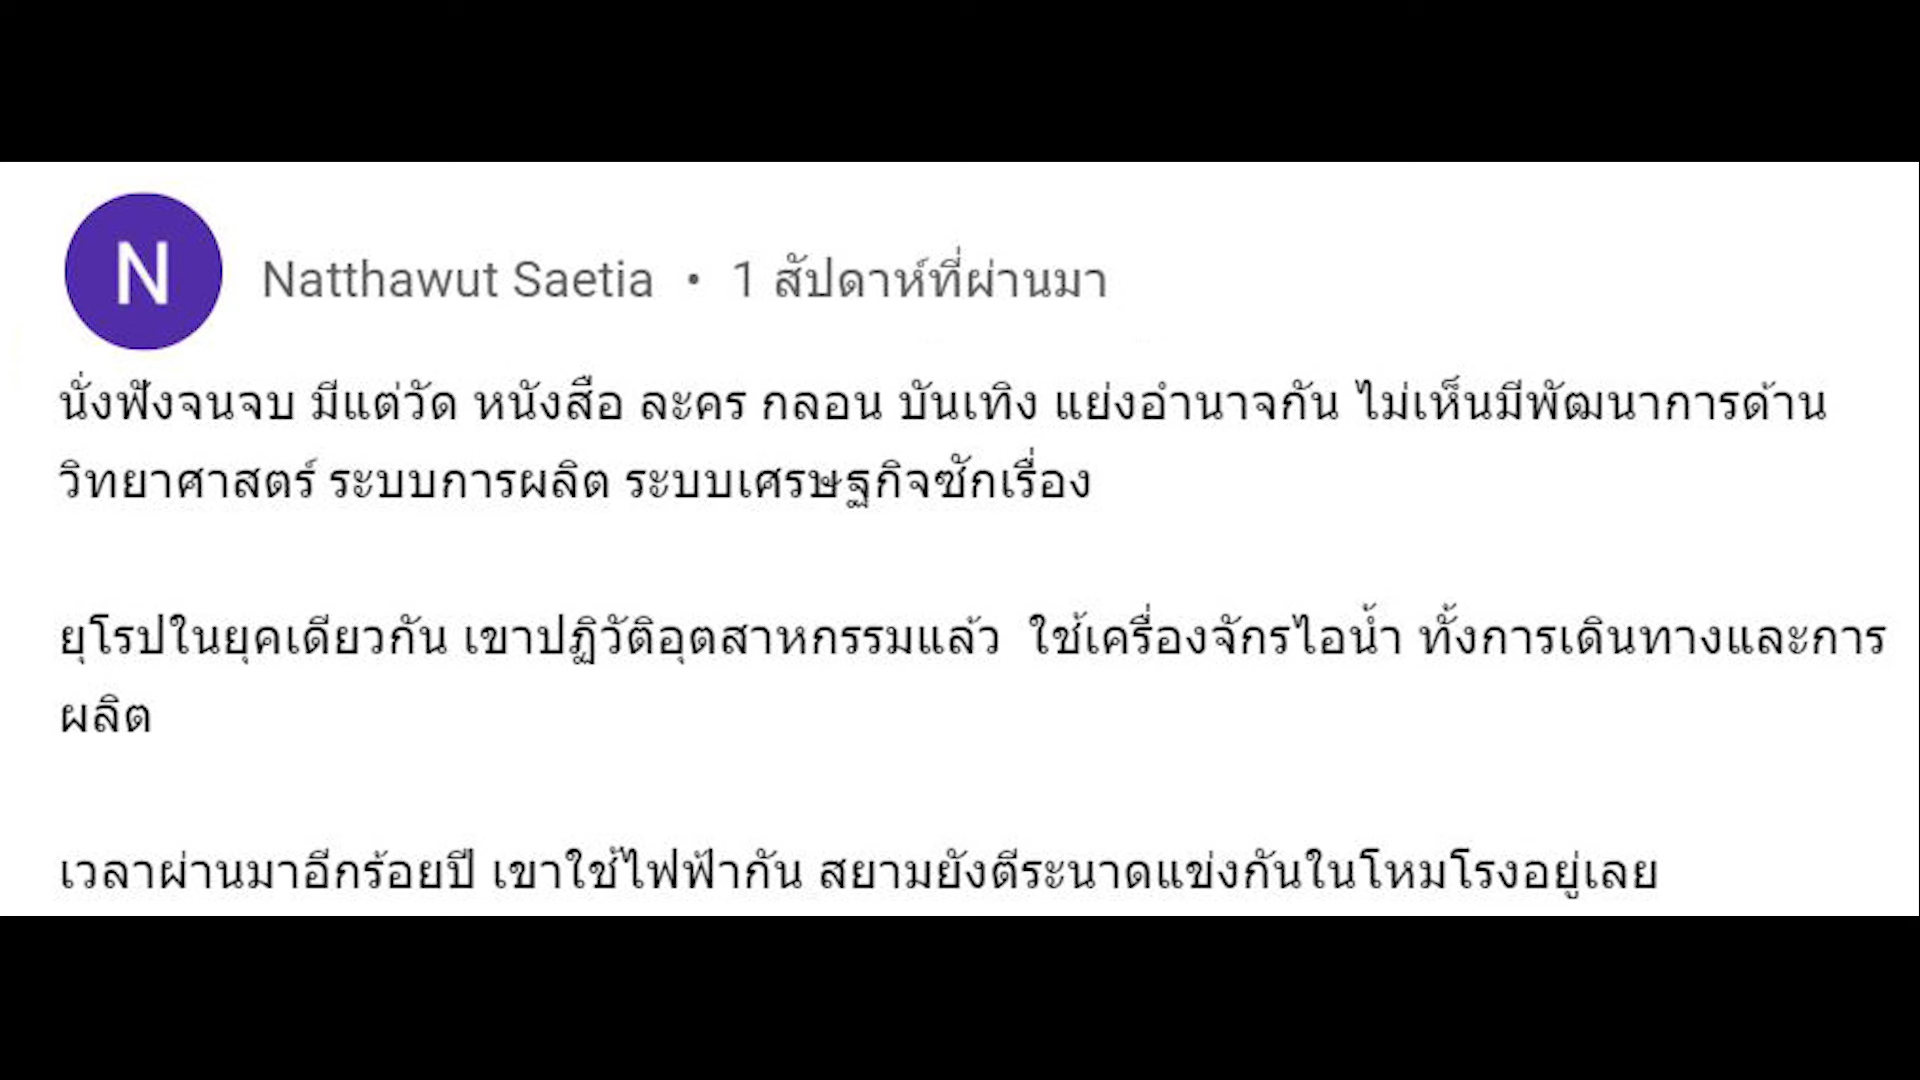 N
Natthawut Saetia • 1 สัปดาห์ที่ผ่านมา
นั่งฟังจนจบ มีแต่วัด หนังสือ ละคร กลอน บันเทิง แย่งอำนาจกัน ไม่เห็นมีพัฒนาการด้าน
วิทยาศาสตร์ ระบบการผลิต ระบบเศรษฐกิจซักเรื่อง
ยุโรปในยุคเดียวกัน เขาปฏิวัติอุตสาหกรรมแล้ว ใช้เครื่องจักรไอน้ำ ทั้งการเดินทางและการ
ผลิต
เวลาผ่านมาอีกร้อยปี เขาใช้ไฟฟ้ากัน สยามยังตีระนาดแข่งกันในโหมโรงอยู่เลย